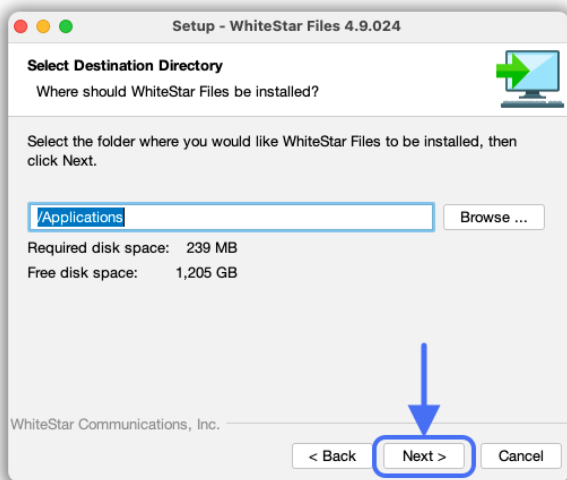 Setup - WhiteStar Files 4.9.024
Select Destination Directory
Where should WhiteStar Files be installed?
Select the folder where you would like WhiteStar Files to be installed, then
click Next.
/Applications
Browse ...
Required disk space: 239 MB
Free disk space: 1,205 GB
WhiteStar Communications, Inc.
< Back
Next >
Cancel